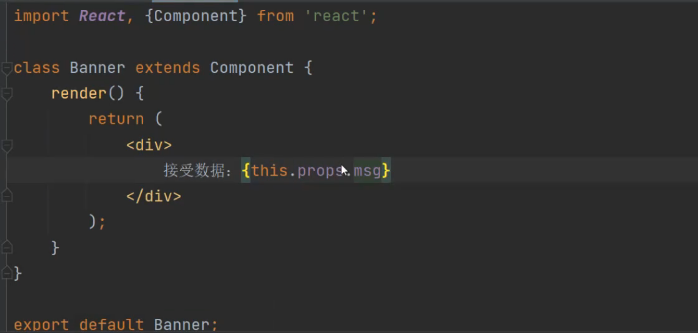 import React, {Component} from 'react';
class Banner extends Component {
render() {
return (
<div>
接受数据：{this.props.msg}
</div>
);
}
}
export default Banner;